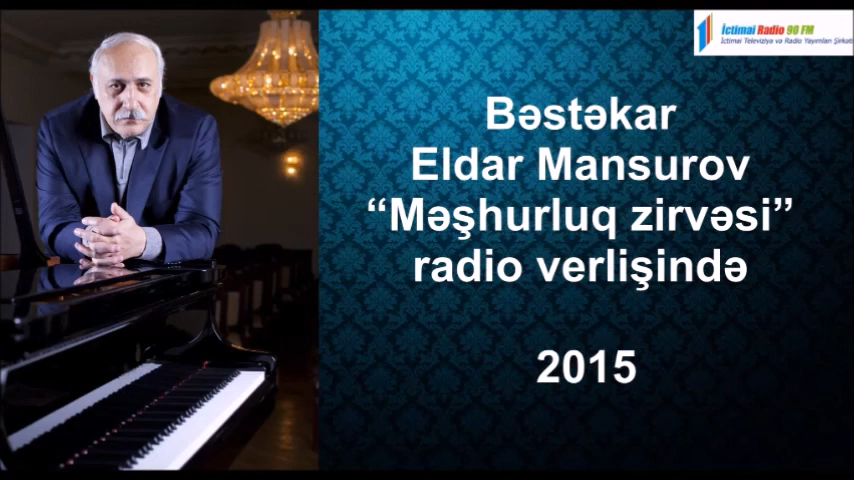 İctimai Radio 90 FM
İctimai Televiziya və Radio Yayımları Şirkəti
Bəstəkar
Eldar Mansurov
“Məşhurluq zirvəsi”
radio verlişində
2015